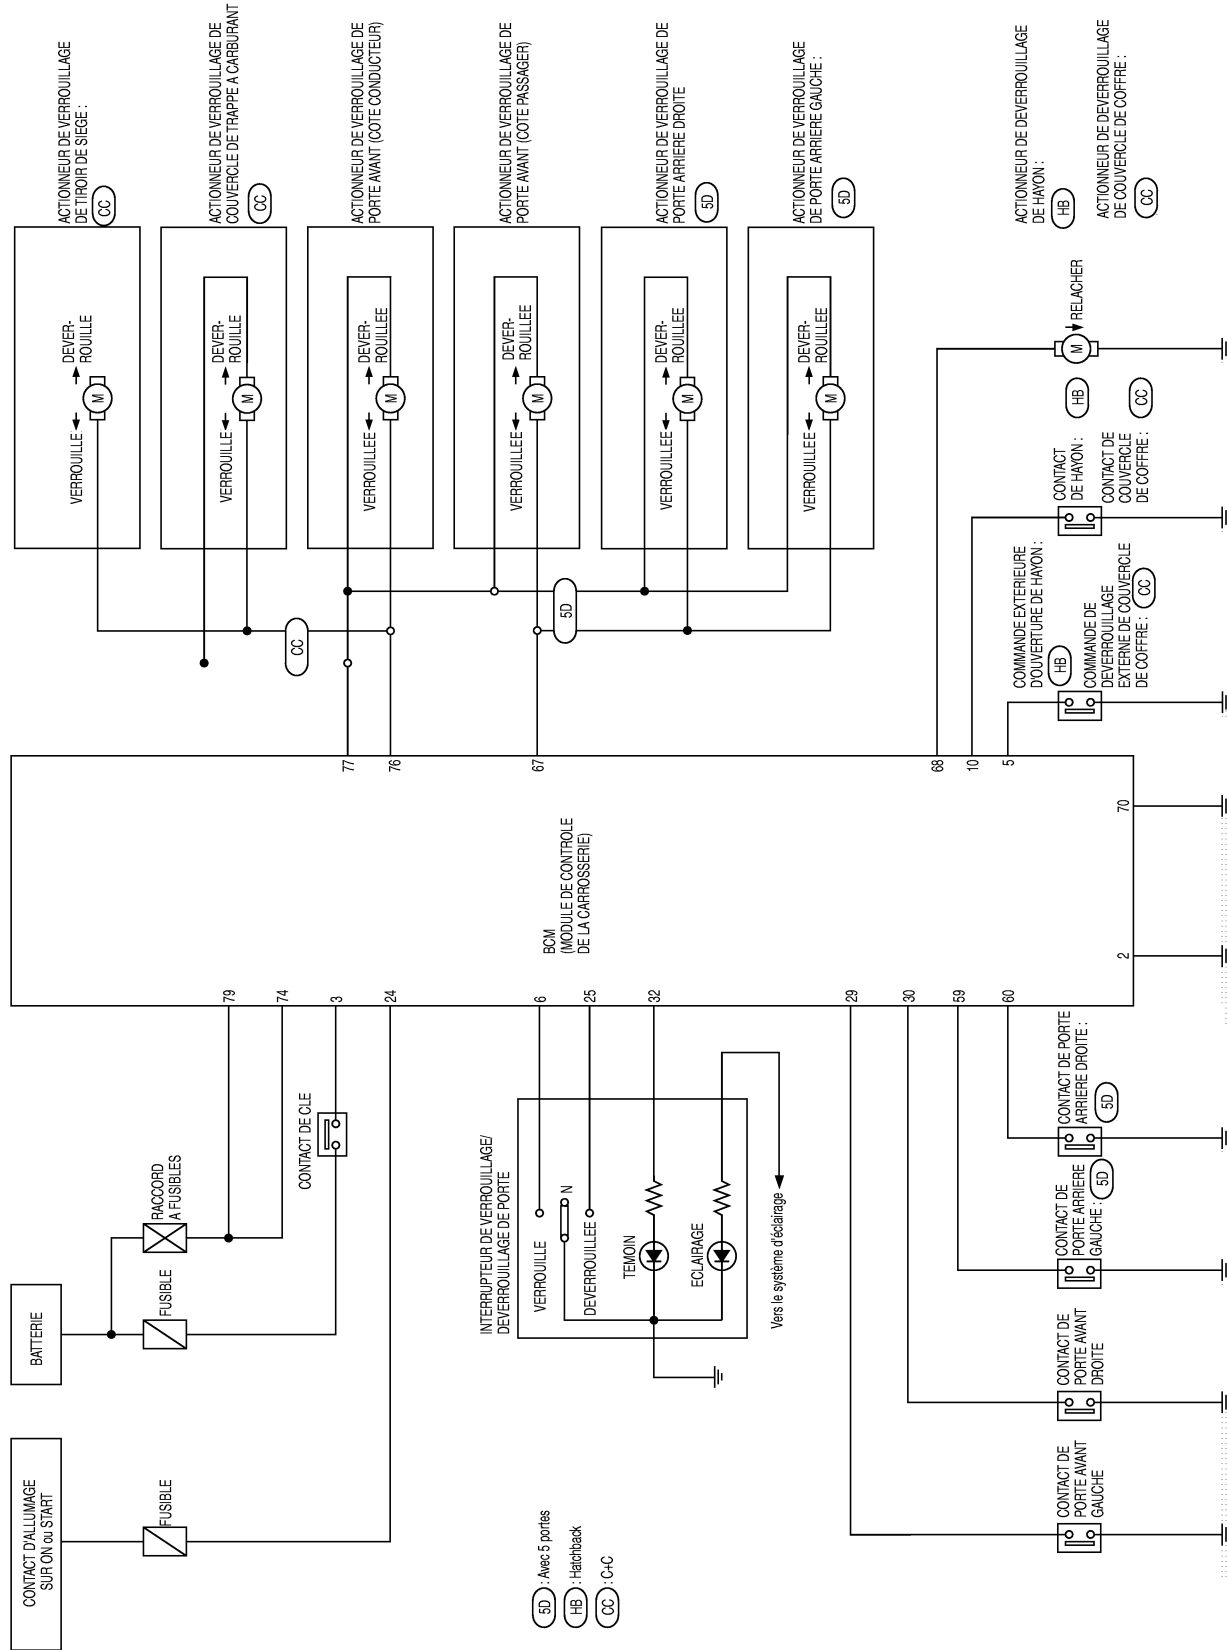 CONTACT D'ALLUMAGE
SUR ON ou START
BATTERIE
FUSIBLE
FUSIBLE
RACCORD
A FUSIBLES
CONTACT DE CLE
79
74
3
24
6
25
32
29
30
59
60
INTERRUPTEUR DE VERROUILLAGE/
DEVERROUILLAGE DE PORTE
VERROUILLE
N
DEVERROUILLEE
TEMOIN
ECLAIRAGE
Vers le système d'éclairage
5D : Avec 5 portes
HB : Hatchback
CC : C+C
CONTACT DE
PORTE AVANT
GAUCHE
CONTACT DE
PORTE AVANT
DROITE
CONTACT DE
PORTE ARRIERE
GAUCHE : 5D
CONTACT DE PORTE
ARRIERE DROITE :
5D
BCM
(MODULE DE CONTROLE
DE LA CARROSSERIE)
2
70
77
76
67
68
10
5
CC
5D
ACTIONNEUR DE VERROUILLAGE
DE TIROIR DE SIEGE :
CC
VERROUILLE
M
DEVER-
ROUILLE
ACTIONNEUR DE VERROUILLAGE DE
COUVERCLE DE TRAPPE A CARBURANT
CC
VERROUILLE
M
DEVER-
ROUILLE
ACTIONNEUR DE VERROUILLAGE DE
PORTE AVANT (COTE CONDUCTEUR)
VERROUILLEE
M
DEVER-
ROUILLEE
ACTIONNEUR DE VERROUILLAGE DE
PORTE AVANT (COTE PASSAGER)
VERROUILLEE
M
DEVER-
ROUILLEE
ACTIONNEUR DE VERROUILLAGE DE
PORTE ARRIERE DROITE
5D
VERROUILLEE
M
DEVER-
ROUILLEE
ACTIONNEUR DE VERROUILLAGE
DE PORTE ARRIERE GAUCHE :
5D
VERROUILLEE
M
DEVER-
ROUILLEE
COMMANDE EXTERIEURE
D'OUVERTURE DE HAYON :
HB
COMMANDE DE
DEVERROUILLAGE
EXTERNE DE COUVERCLE
DE COFFRE : CC
CONTACT
DE HAYON :
HB
CONTACT DE
COUVERCLE
DE COFFRE :
CC
M
RELACHER
ACTIONNEUR DE DEVERROUILLAGE
DE HAYON :
HB
ACTIONNEUR DE DEVERROUILLAGE
DE COUVERCLE DE COFFRE :
CC